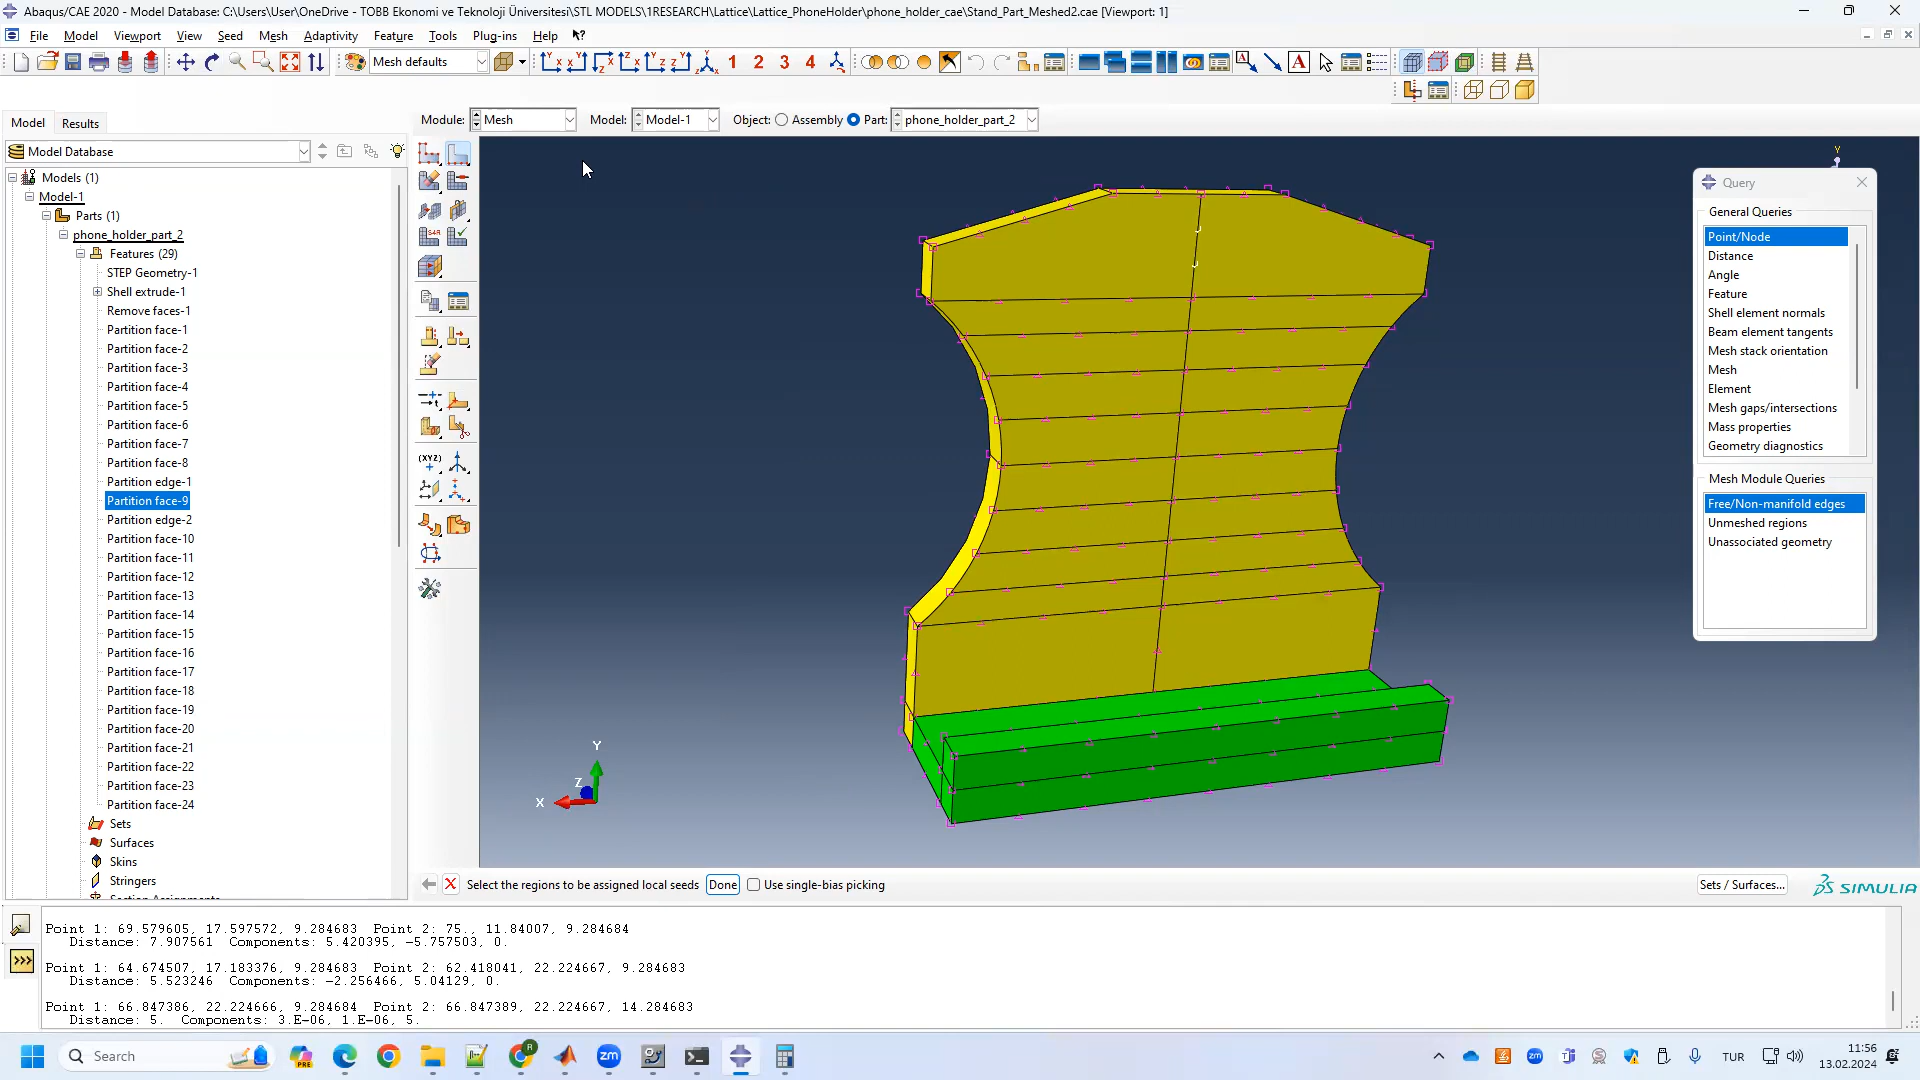 Abaqus/CAE 2020 - Model Database: C:\Users\User\OneDrive - TOBB Ekonomi ve Teknoloji Üniversitesi\STL MODELS\1RESEARCH\Lattice\Lattice_PhoneHolder\phone_holder_cae\Stand_Part_Meshed2.cae [Viewport: 1]
File Model Viewport View Seed Mesh Adaptivity Feature Tools Plug-ins Help
Mesh defaults
1 2 3 4
A
Module: Mesh Model: Model-1 Object: Assembly Part: phone_holder_part_2
Model Results
Model Database
Models (1)
Model-1
Parts (1)
phone_holder_part_2
Features (29)
STEP Geometry-1
Shell extrude-1
Remove faces-1
Partition face-1
Partition face-2
Partition face-3
Partition face-4
Partition face-5
Partition face-6
Partition face-7
Partition face-8
Partition edge-1
Partition face-9
Partition edge-2
Partition face-10
Partition face-11
Partition face-12
Partition face-13
Partition face-14
Partition face-15
Partition face-16
Partition face-17
Partition face-18
Partition face-19
Partition face-20
Partition face-21
Partition face-22
Partition face-23
Partition face-24
Sets
Surfaces
Skins
Stringers
Section Assignments
S4R
(XYZ)
Y
Y
Z
X
Query
General Queries
Point/Node
Distance
Angle
Feature
Shell element normals
Beam element tangents
Mesh stack orientation
Mesh
Element
Mesh gaps/intersections
Mass properties
Geometry diagnostics
Mesh Module Queries
Free/Non-manifold edges
Unmeshed regions
Unassociated geometry
Select the regions to be assigned local seeds Done Use single-bias picking Sets / Surfaces... SIMULIA
Point 1: 69.579605, 17.597572, 9.284683 Point 2: 75., 11.84007, 9.284684
Distance: 7.907561 Components: 5.420395, -5.757503, 0.
Point 1: 64.674507, 17.183376, 9.284683 Point 2: 62.418041, 22.224667, 9.284683
Distance: 5.523246 Components: -2.256466, 5.04129, 0.
Point 1: 66.847386, 22.224666, 9.284684 Point 2: 66.847389, 22.224667, 14.284683
Distance: 5. Components: 3.E-06, 1.E-06, 5.
>>>
Search PRE R zm zm TUR 11:56
13.02.2024